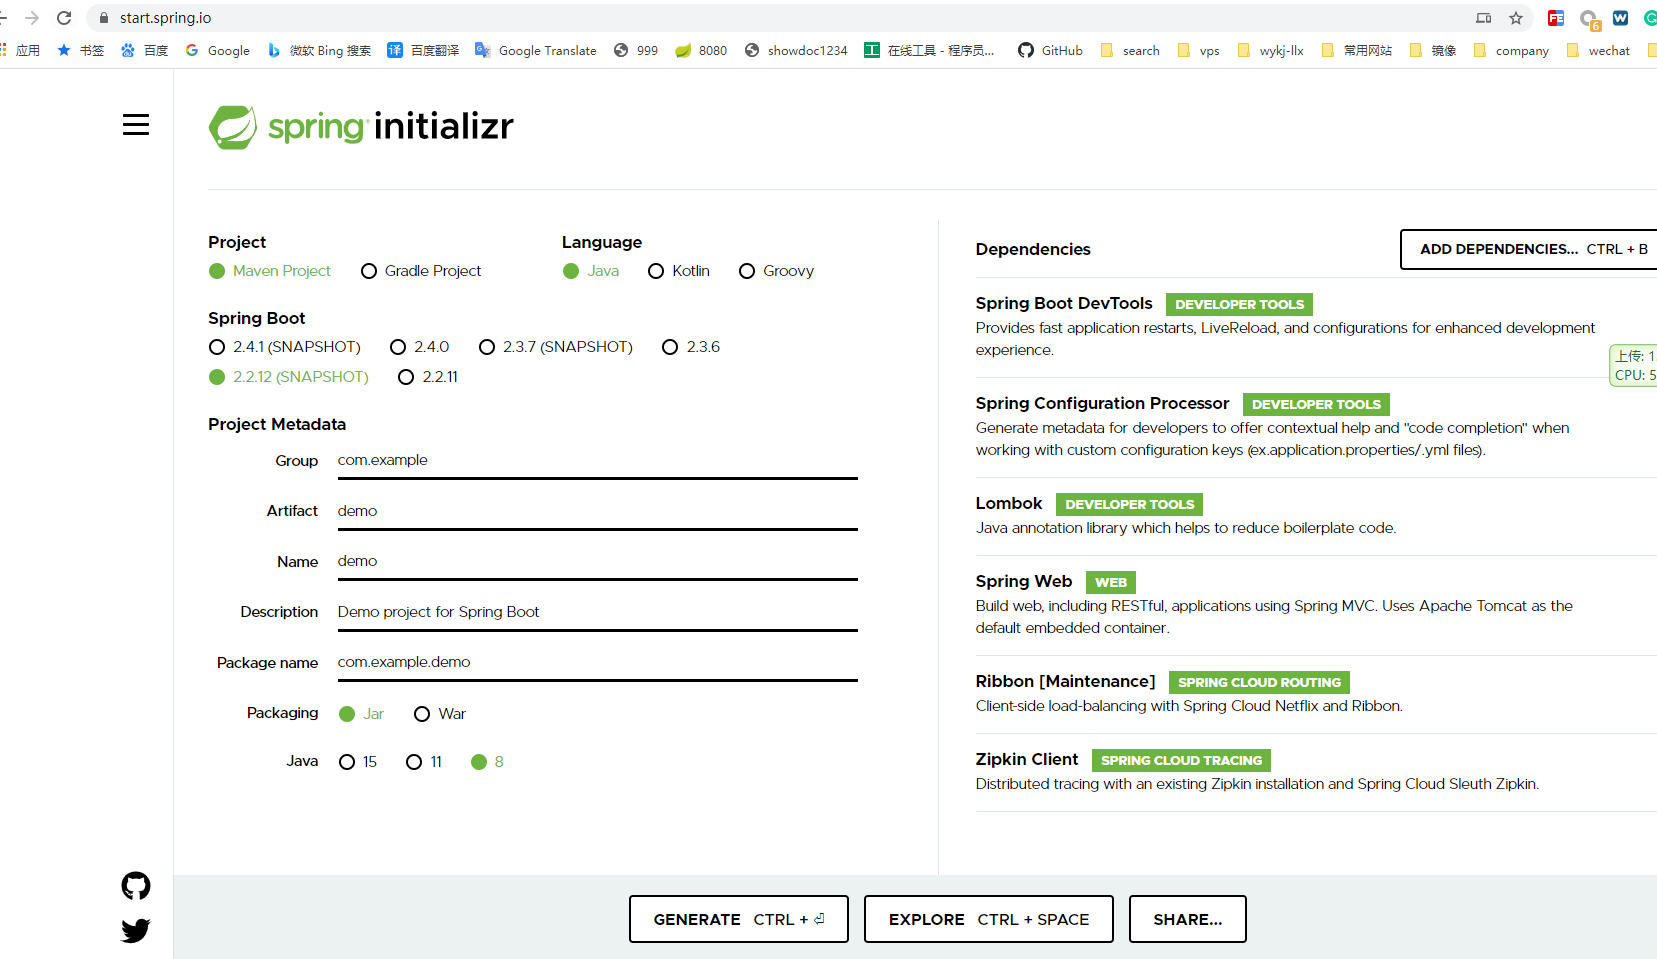 start.spring.io
应用 书签 百度 Google 微软 Bing 搜索 百度翻译 Google Translate 999 8080 showdoc1234 在线工具 - 程序员... GitHub search vps wykj-llx 常用网站 镜像 company wechat
spring initializr
Project
Maven Project Gradle Project
Language
Java Kotlin Groovy
Spring Boot
2.4.1 (SNAPSHOT) 2.4.0 2.3.7 (SNAPSHOT) 2.3.6
2.2.12 (SNAPSHOT) 2.2.11
Project Metadata
Group com.example
Artifact demo
Name demo
Description Demo project for Spring Boot
Package name com.example.demo
Packaging Jar War
Java 15 11 8
Dependencies ADD DEPENDENCIES... CTRL + B
Spring Boot DevTools DEVELOPER TOOLS
Provides fast application restarts, LiveReload, and configurations for enhanced development
experience.
Spring Configuration Processor DEVELOPER TOOLS
Generate metadata for developers to offer contextual help and "code completion" when
working with custom configuration keys (ex.application.properties/.yml files).
Lombok DEVELOPER TOOLS
Java annotation library which helps to reduce boilerplate code.
Spring Web WEB
Build web, including RESTful, applications using Spring MVC. Uses Apache Tomcat as the
default embedded container.
Ribbon [Maintenance] SPRING CLOUD ROUTING
Client-side load-balancing with Spring Cloud Netflix and Ribbon.
Zipkin Client SPRING CLOUD TRACING
Distributed tracing with an existing Zipkin installation and Spring Cloud Sleuth Zipkin.
上传: 1
CPU: 5
GENERATE CTRL + ⏎ EXPLORE CTRL + SPACE SHARE...